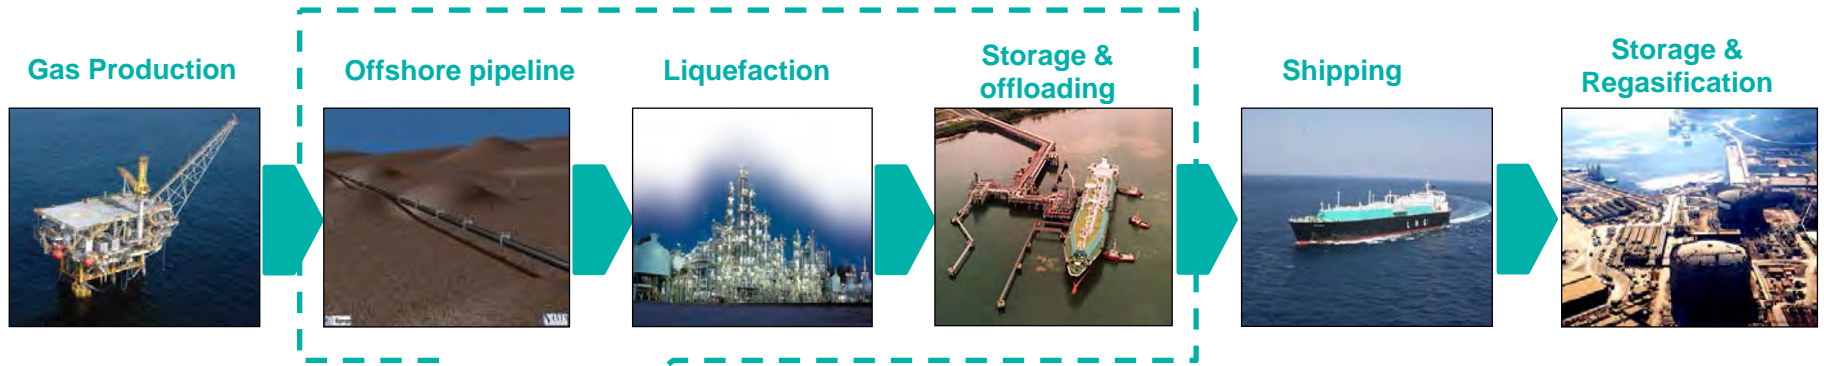 Gas Production
Offshore pipeline
Liquefaction
Storage &
offloading
Shipping
Storage &
Regasification
L N G